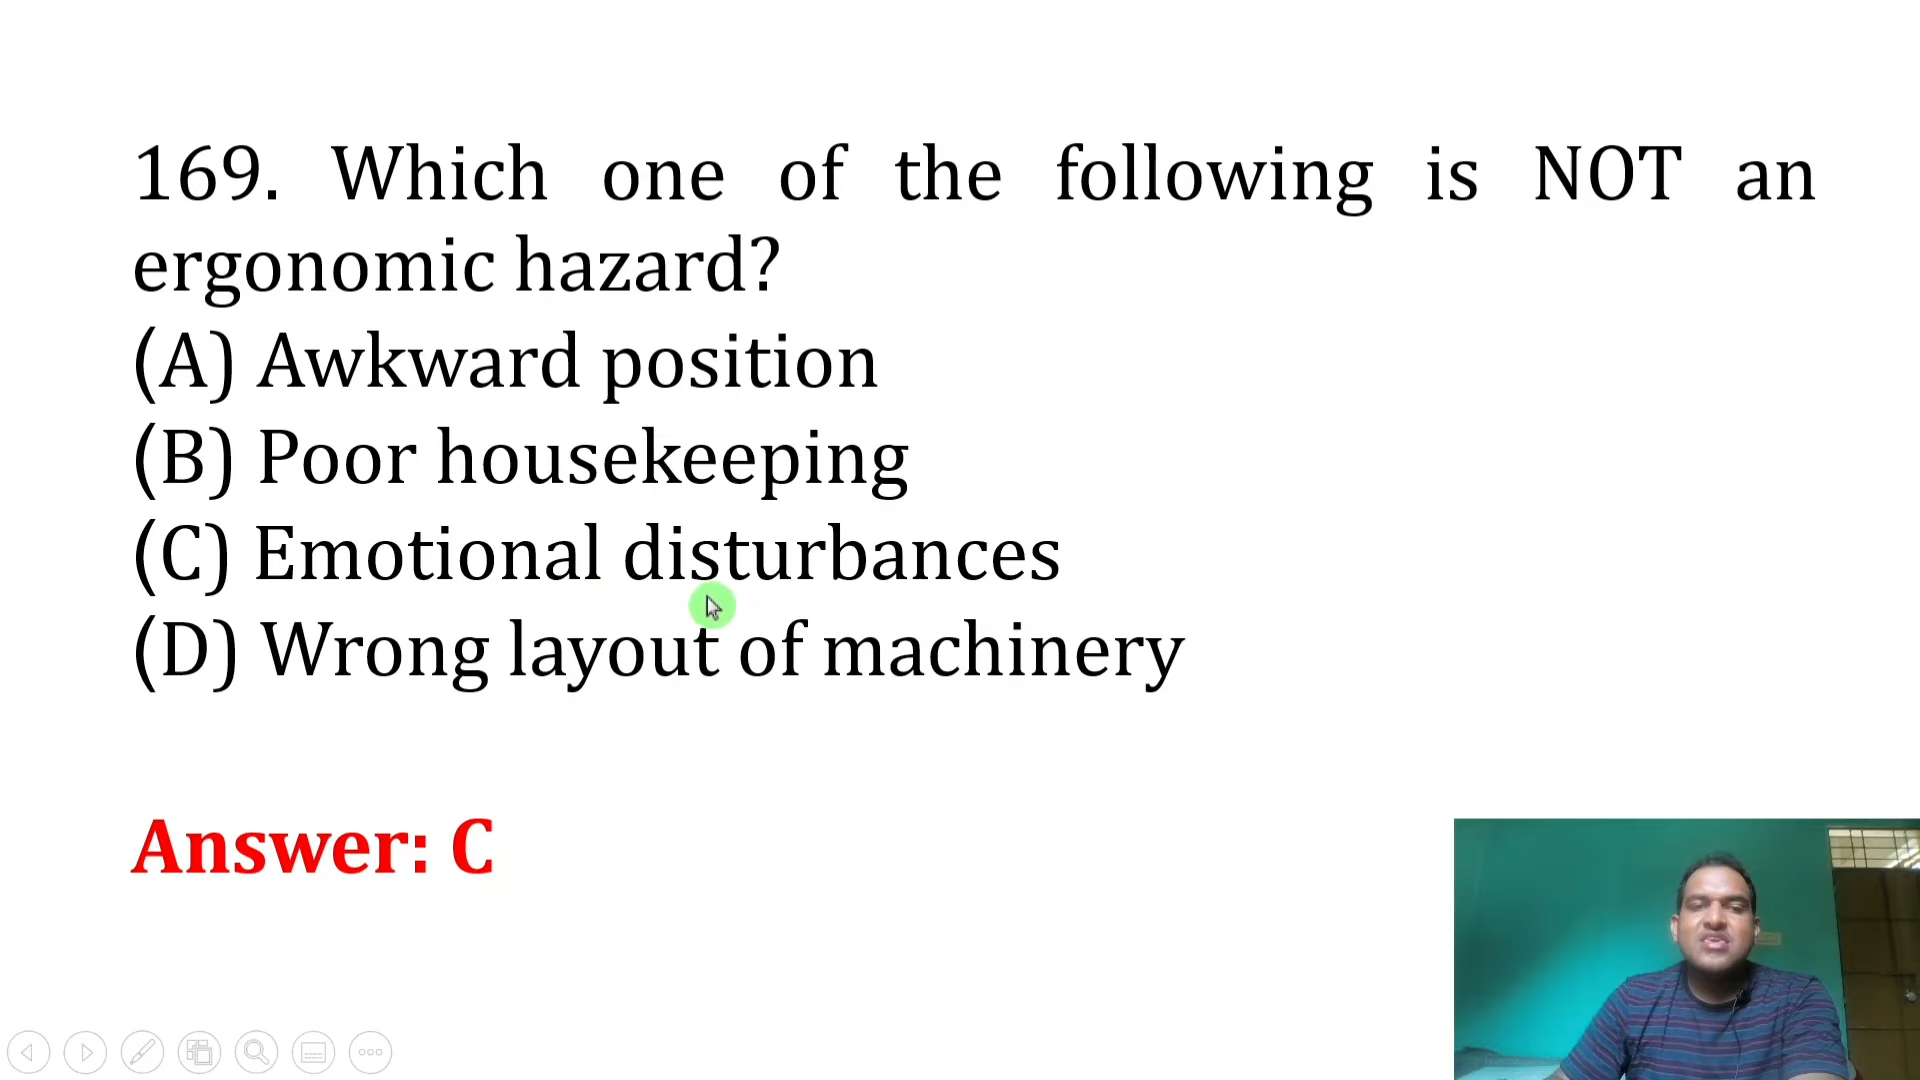 169. Which one of the following is NOT an
ergonomic hazard?
(A) Awkward position
(B) Poor housekeeping
(C) Emotional disturbances
(D) Wrong layout of machinery
Answer: C